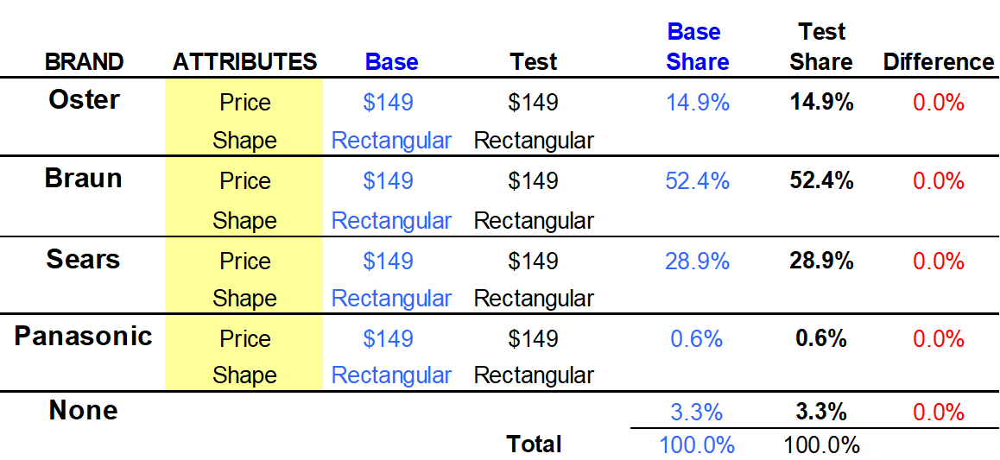 Base Test
BRAND ATTRIBUTES Base Test Share Share Difference
Oster Price $149 $149 14.9% 14.9% 0.0%
Shape Rectangular Rectangular
Braun Price $149 $149 52.4% 52.4% 0.0%
Shape Rectangular Rectangular
Sears Price $149 $149 28.9% 28.9% 0.0%
Shape Rectangular Rectangular
Panasonic Price $149 $149 0.6% 0.6% 0.0%
Shape Rectangular Rectangular
None 3.3% 3.3% 0.0%
Total 100.0% 100.0%